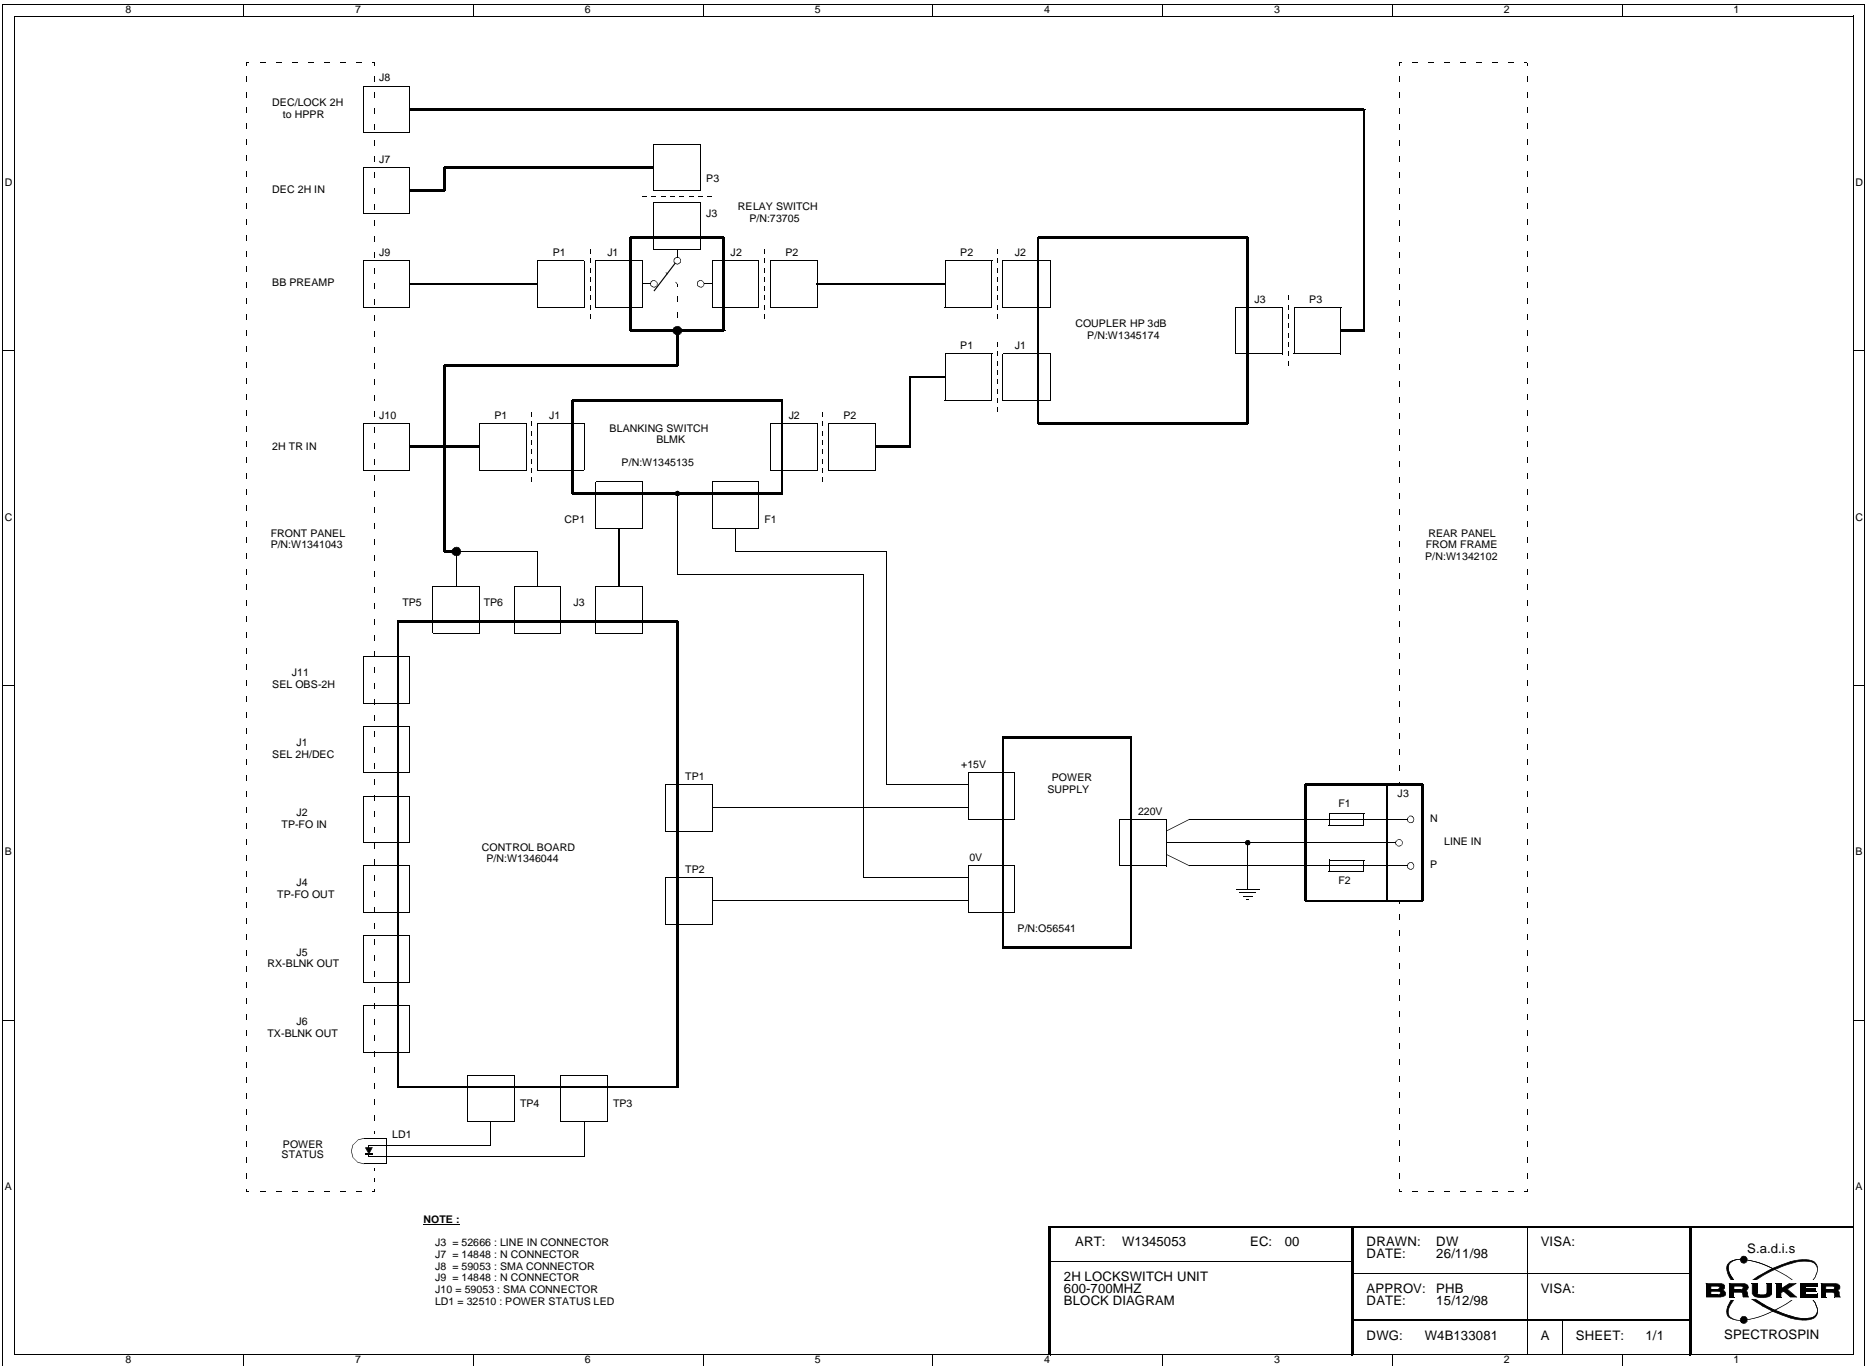 8 7 6 5 4 3 2 1
D
D
C
C
B
B
A
A
DEC/LOCK 2H
to HPPR
J8
DEC 2H IN
J7
P3
J3
RELAY SWITCH
P/N:73705
BB PREAMP
J9
P1
J1
J2
P2
P2
J2
COUPLER HP 3dB
P/N:W1345174
J3
P3
P1
J1
2H TR IN
J10
P1
J1
BLANKING SWITCH
BLMK
P/N:W1345135
J2
P2
CP1
F1
FRONT PANEL
P/N:W1341043
REAR PANEL
FROM FRAME
P/N:W1342102
TP5
TP6
J3
J11
SEL OBS-2H
J1
SEL 2H/DEC
J2
TP-FO IN
J4
TP-FO OUT
J5
RX-BLNK OUT
J6
TX-BLNK OUT
CONTROL BOARD
P/N:W1346044
TP1
TP2
+15V
0V
POWER
SUPPLY
P/N:O56541
220V
F1
F2
J3
N
LINE IN
P
TP4
TP3
POWER
STATUS
LD1
NOTE :
J3 = 52666 : LINE IN CONNECTOR
J7 = 14848 : N CONNECTOR
J8 = 59053 : SMA CONNECTOR
J9 = 14848 : N CONNECTOR
J10 = 59053 : SMA CONNECTOR
LD1 = 32510 : POWER STATUS LED
ART: W1345053 EC: 00
2H LOCKSWITCH UNIT
600-700MHZ
BLOCK DIAGRAM
DRAWN: DW
DATE: 26/11/98
VISA:
APPROV: PHB
DATE: 15/12/98
VISA:
DWG: W4B133081 A SHEET: 1/1
S.a.d.i.s
BRUKER
SPECTROSPIN
8 7 6 5 4 3 2 1